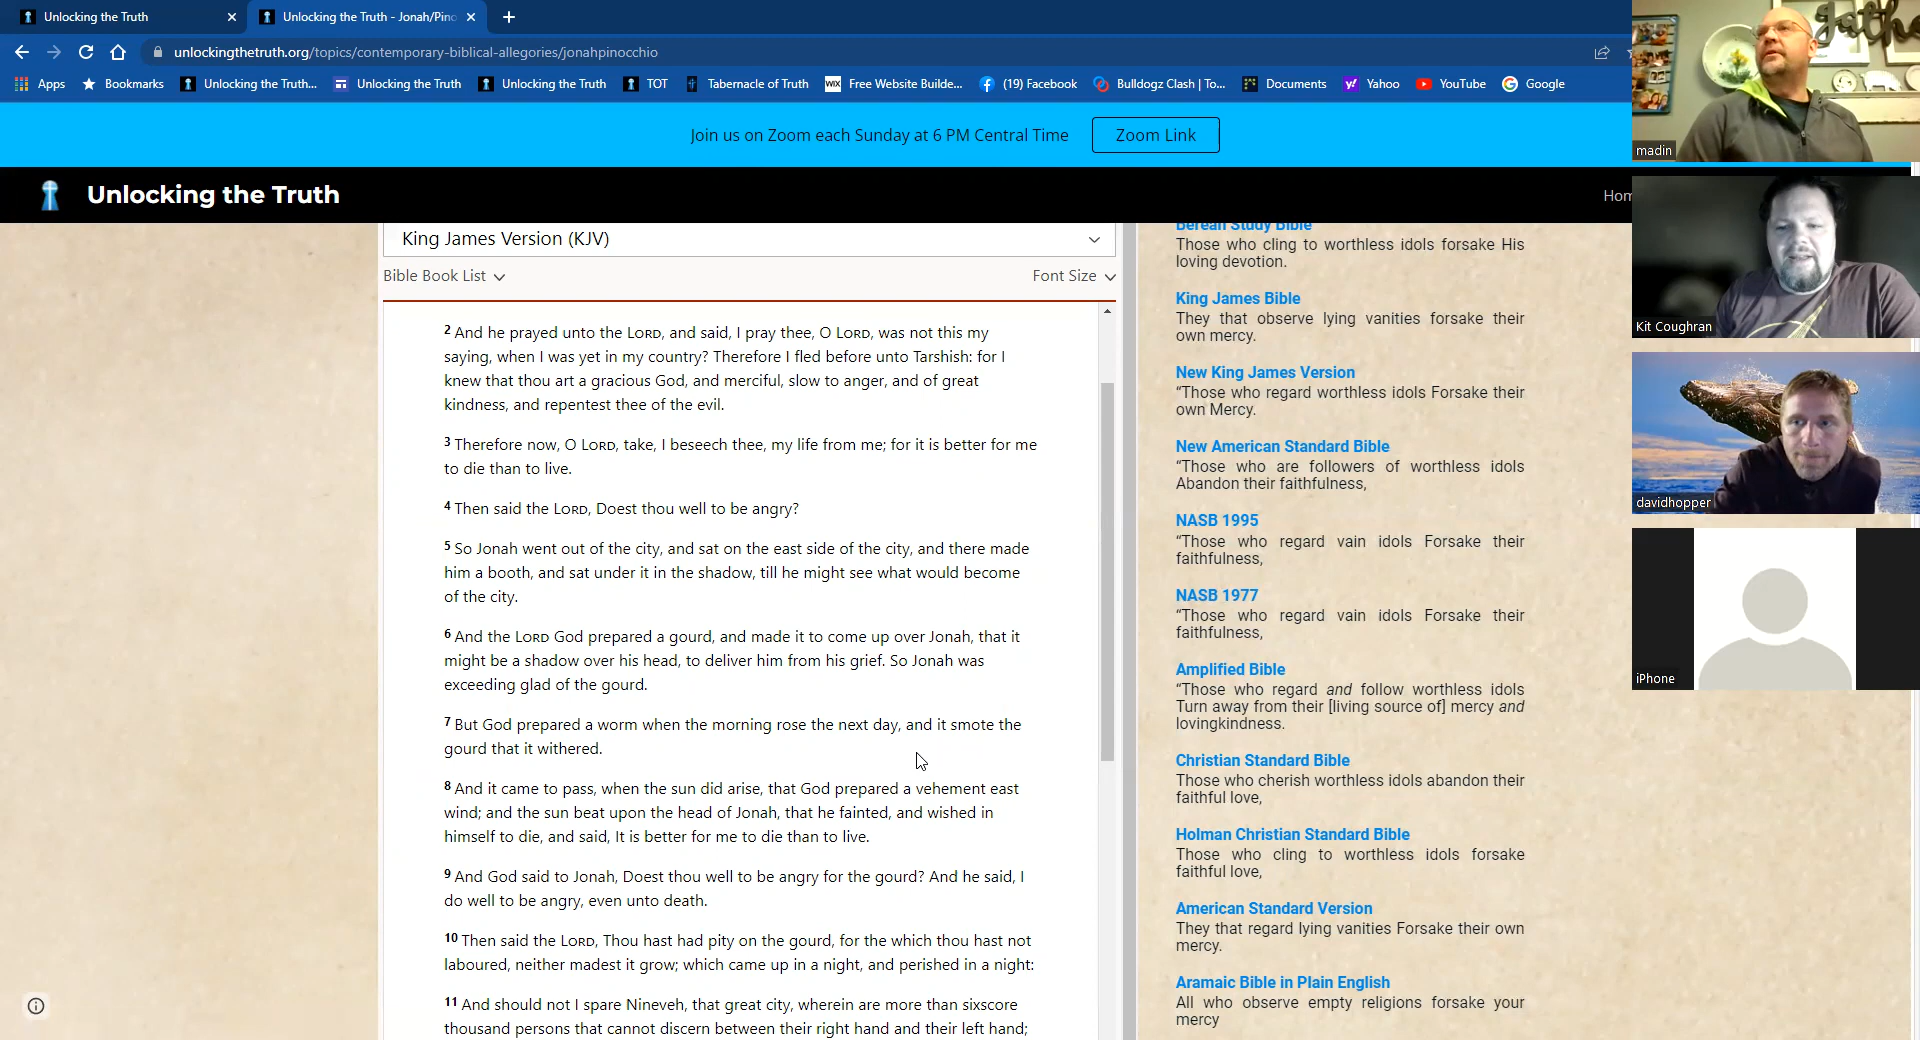 Unlocking the Truth
Unlocking the Truth - Jonah/Pino
unlockingthetruth.org/topics/contemporary-biblical-allegories/jonahpinocchio
Apps
Bookmarks
Unlocking the Truth...
Unlocking the Truth
Unlocking the Truth
TOT
Tabernacle of Truth
WIX
Free Website Builde...
(19) Facebook
Bulldogz Clash | To...
Documents
Yahoo
YouTube
Google
Join us on Zoom each Sunday at 6 PM Central Time
Zoom Link
Unlocking the Truth
Hom
King James Version (KJV)
Bible Book List
Font Size
2 And he prayed unto the LORD, and said, I pray thee, O LORD, was not this my
saying, when I was yet in my country? Therefore I fled before unto Tarshish: for I
knew that thou art a gracious God, and merciful, slow to anger, and of great
kindness, and repentest thee of the evil.
3 Therefore now, O LORD, take, I beseech thee, my life from me; for it is better for me
to die than to live.
4 Then said the LORD, Doest thou well to be angry?
5 So Jonah went out of the city, and sat on the east side of the city, and there made
him a booth, and sat under it in the shadow, till he might see what would become
of the city.
6 And the LORD God prepared a gourd, and made it to come up over Jonah, that it
might be a shadow over his head, to deliver him from his grief. So Jonah was
exceeding glad of the gourd.
7 But God prepared a worm when the morning rose the next day, and it smote the
gourd that it withered.
8 And it came to pass, when the sun did arise, that God prepared a vehement east
wind; and the sun beat upon the head of Jonah, that he fainted, and wished in
himself to die, and said, It is better for me to die than to live.
9 And God said to Jonah, Doest thou well to be angry for the gourd? And he said, I
do well to be angry, even unto death.
10 Then said the LORD, Thou hast had pity on the gourd, for the which thou hast not
laboured, neither madest it grow; which came up in a night, and perished in a night:
11 And should not I spare Nineveh, that great city, wherein are more than sixscore
thousand persons that cannot discern between their right hand and their left hand;
Berean Study Bible
Those who cling to worthless idols forsake His
loving devotion.
King James Bible
They that observe lying vanities forsake their
own mercy.
New King James Version
“Those who regard worthless idols Forsake their
own Mercy.
New American Standard Bible
“Those who are followers of worthless idols
Abandon their faithfulness,
NASB 1995
“Those who regard vain idols Forsake their
faithfulness,
NASB 1977
“Those who regard vain idols Forsake their
faithfulness,
Amplified Bible
“Those who regard and follow worthless idols
Turn away from their [living source of] mercy and
lovingkindness.
Christian Standard Bible
Those who cherish worthless idols abandon their
faithful love,
Holman Christian Standard Bible
Those who cling to worthless idols forsake
faithful love,
American Standard Version
They that regard lying vanities Forsake their own
mercy.
Aramaic Bible in Plain English
All who observe empty religions forsake your
mercy
gathe
madin
Kit Coughran
davidhopper
iPhone